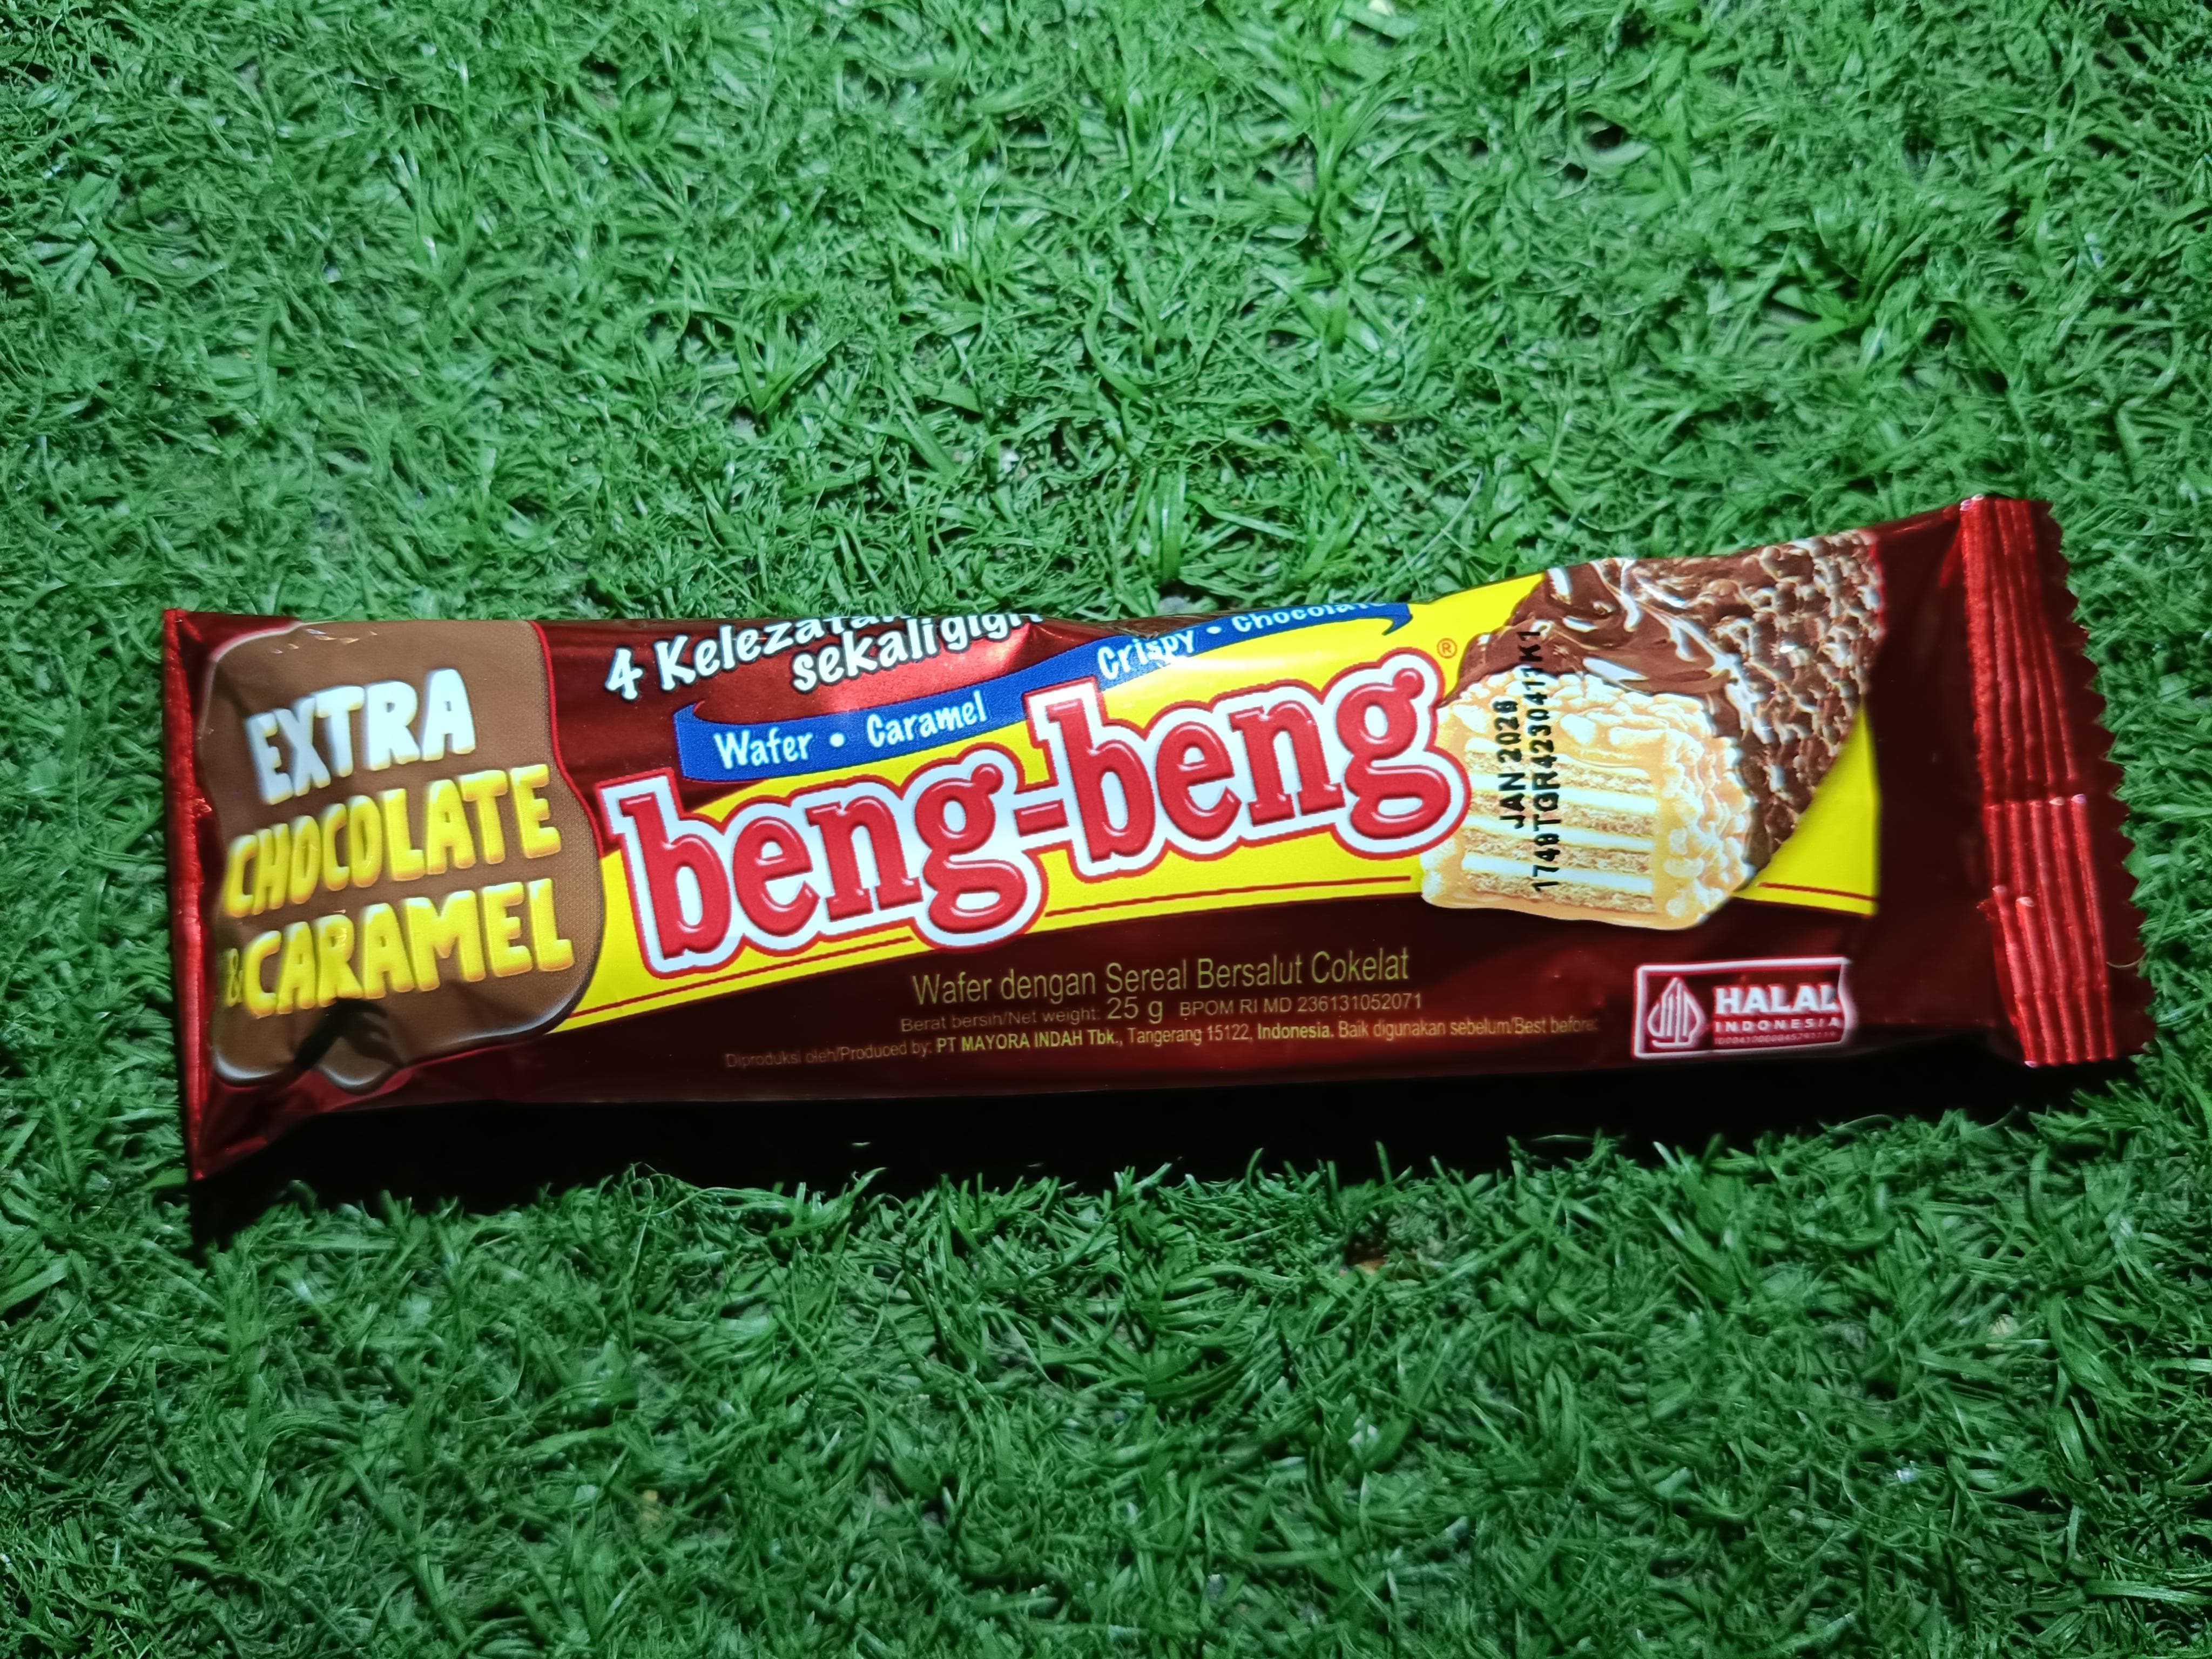 EXTRA
CHOCOLATE
&CARAMEL
4 Kelezatan
sekali gigit
Wafer • Caramel
Crispy • Chocolate
beng-beng®
Wafer dengan Sereal Bersalut Cokelat
Berat bersih/Net weight: 25 g BPOM RI MD 236131052071
Diproduksi oleh/Produced by: PT MAYORA INDAH Tbk., Tangerang 15122, Indonesia. Baik digunakan sebelum/Best before:
JAN 2026
HALAL
INDONESIA